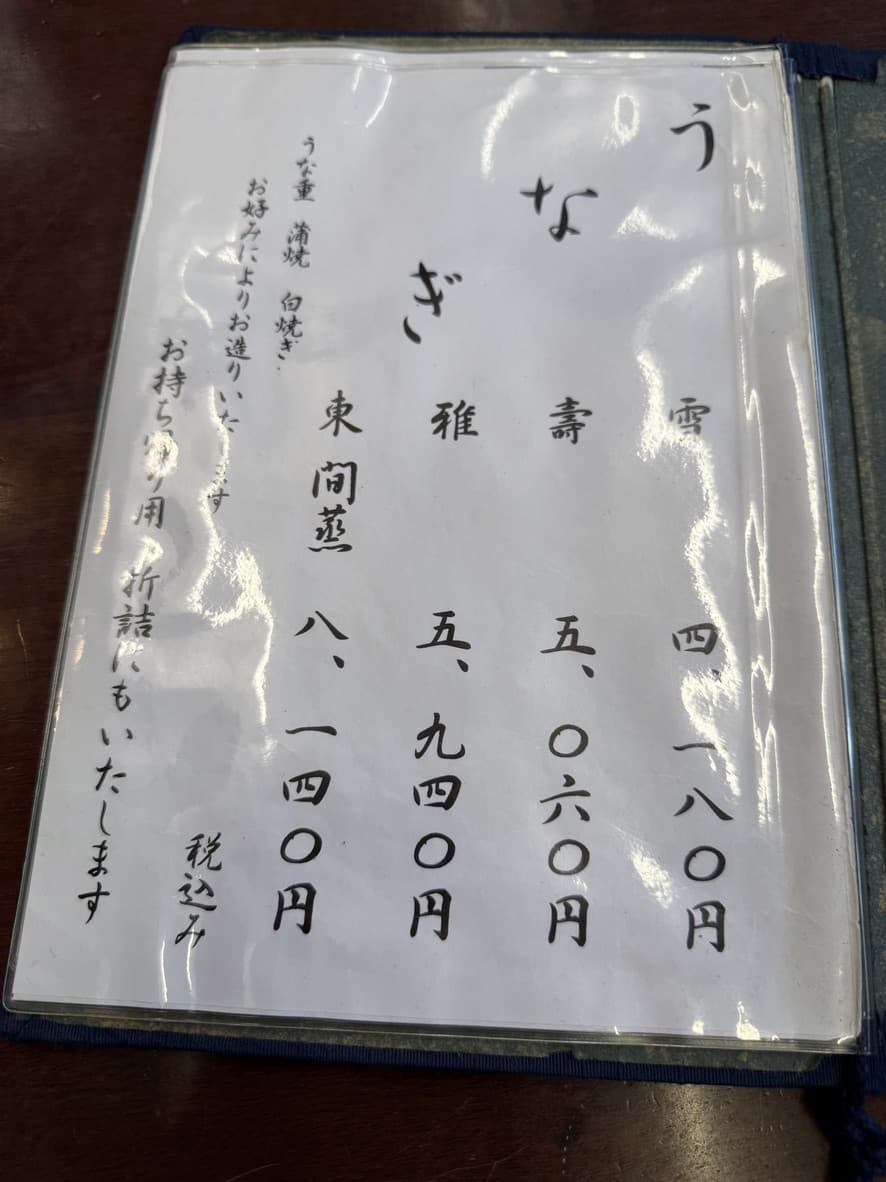 うなぎ
雪 四、一八〇円
壽 五、〇六〇円
雅 五、九四〇円
東 間蒸 八、一四〇円
うな重 蒲焼 白焼き
お好みによりお造りいたします
税込み
お持ち帰り用 折詰にもいたします